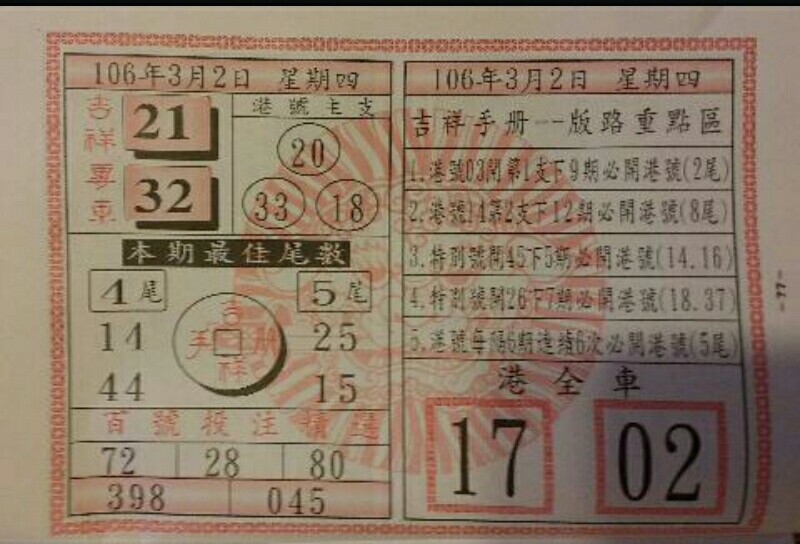 106年3月2日 星期四
吉祥專車
21
32
港號主支
20
33 18
本期最佳尾數
4尾 5尾
14 25
44 15
吉祥手册
百號投注
72 28 80
398 045
106年3月2日 星期四
吉祥手册--版路重點區
1.港號03開第1支下9期必開港號(2尾)
2.港號14第2支下12期必開港號(8尾)
3.特別號開45下5期必開港號(14.16)
4.特別號開26下7期必開港號(18.37)
5.港號每隔6期連續6次必開港號(5尾)
港全車
17 02
-77-